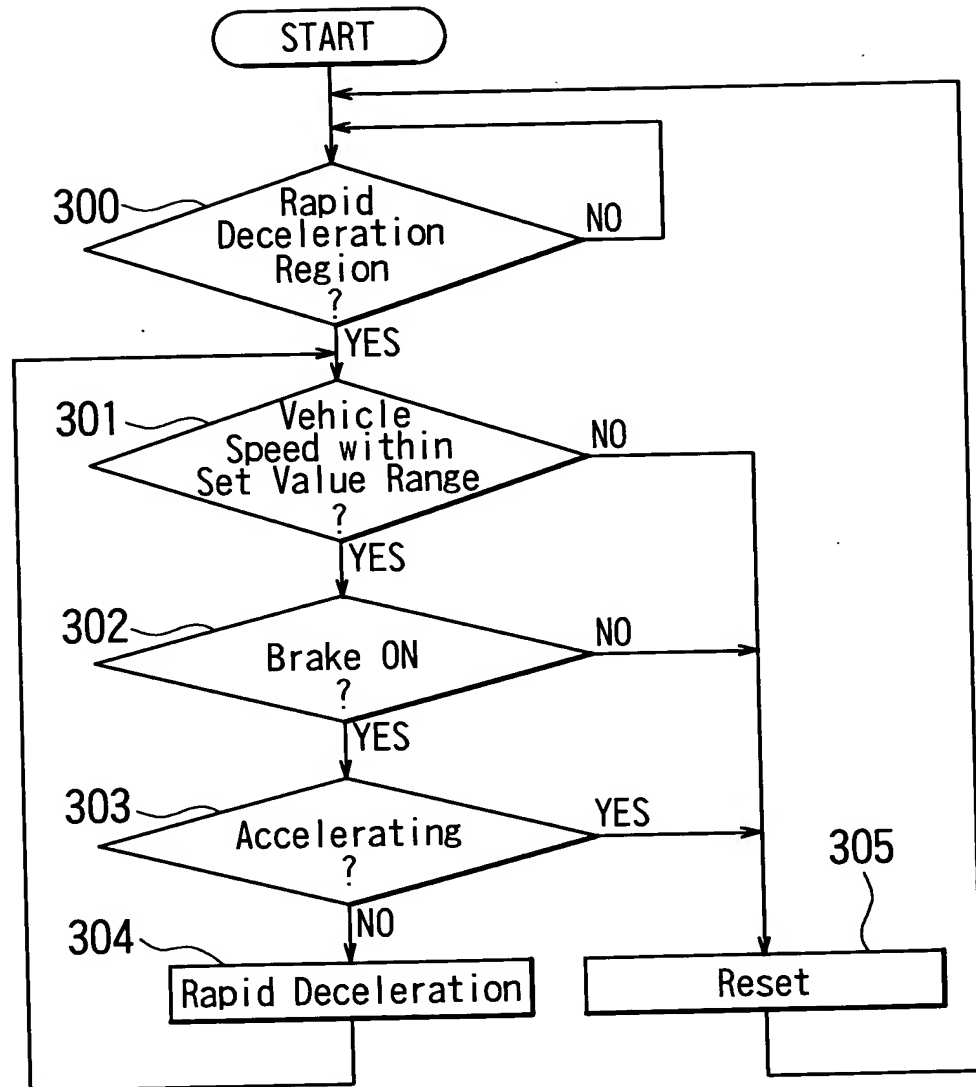 START
300
Rapid
Deceleration
Region
?
NO
YES
301
Vehicle
Speed within
Set Value Range
?
NO
YES
302
Brake ON
?
NO
YES
303
Accelerating
?
YES
NO
304
Rapid Deceleration
305
Reset